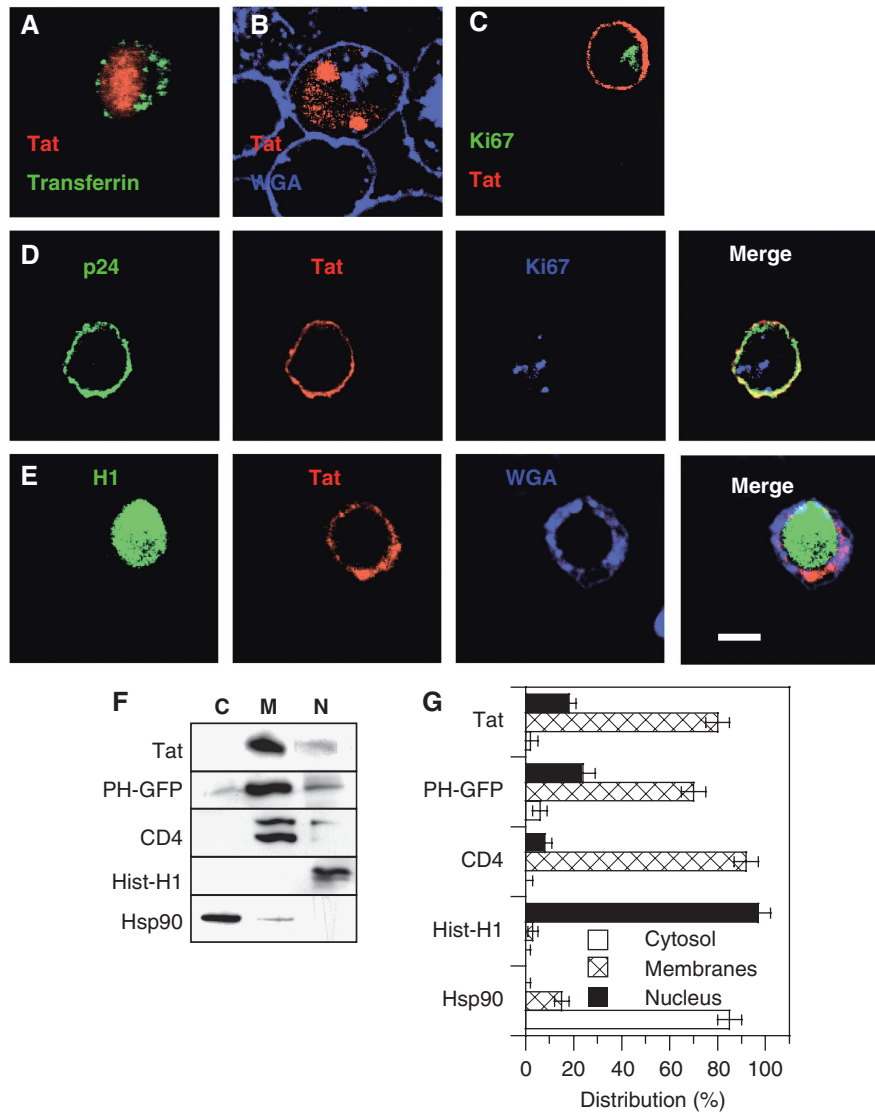 A
Tat
Transferrin
B
Tat
WGA
C
Ki67
Tat
D
p24
Tat
Ki67
Merge
E
H1
Tat
WGA
Merge
F
C M N
Tat
PH-GFP
CD4
Hist-H1
Hsp90
G
Tat
PH-GFP
CD4
Hist-H1
Hsp90
Cytosol
Membranes
Nucleus
0 20 40 60 80 100
Distribution (%)